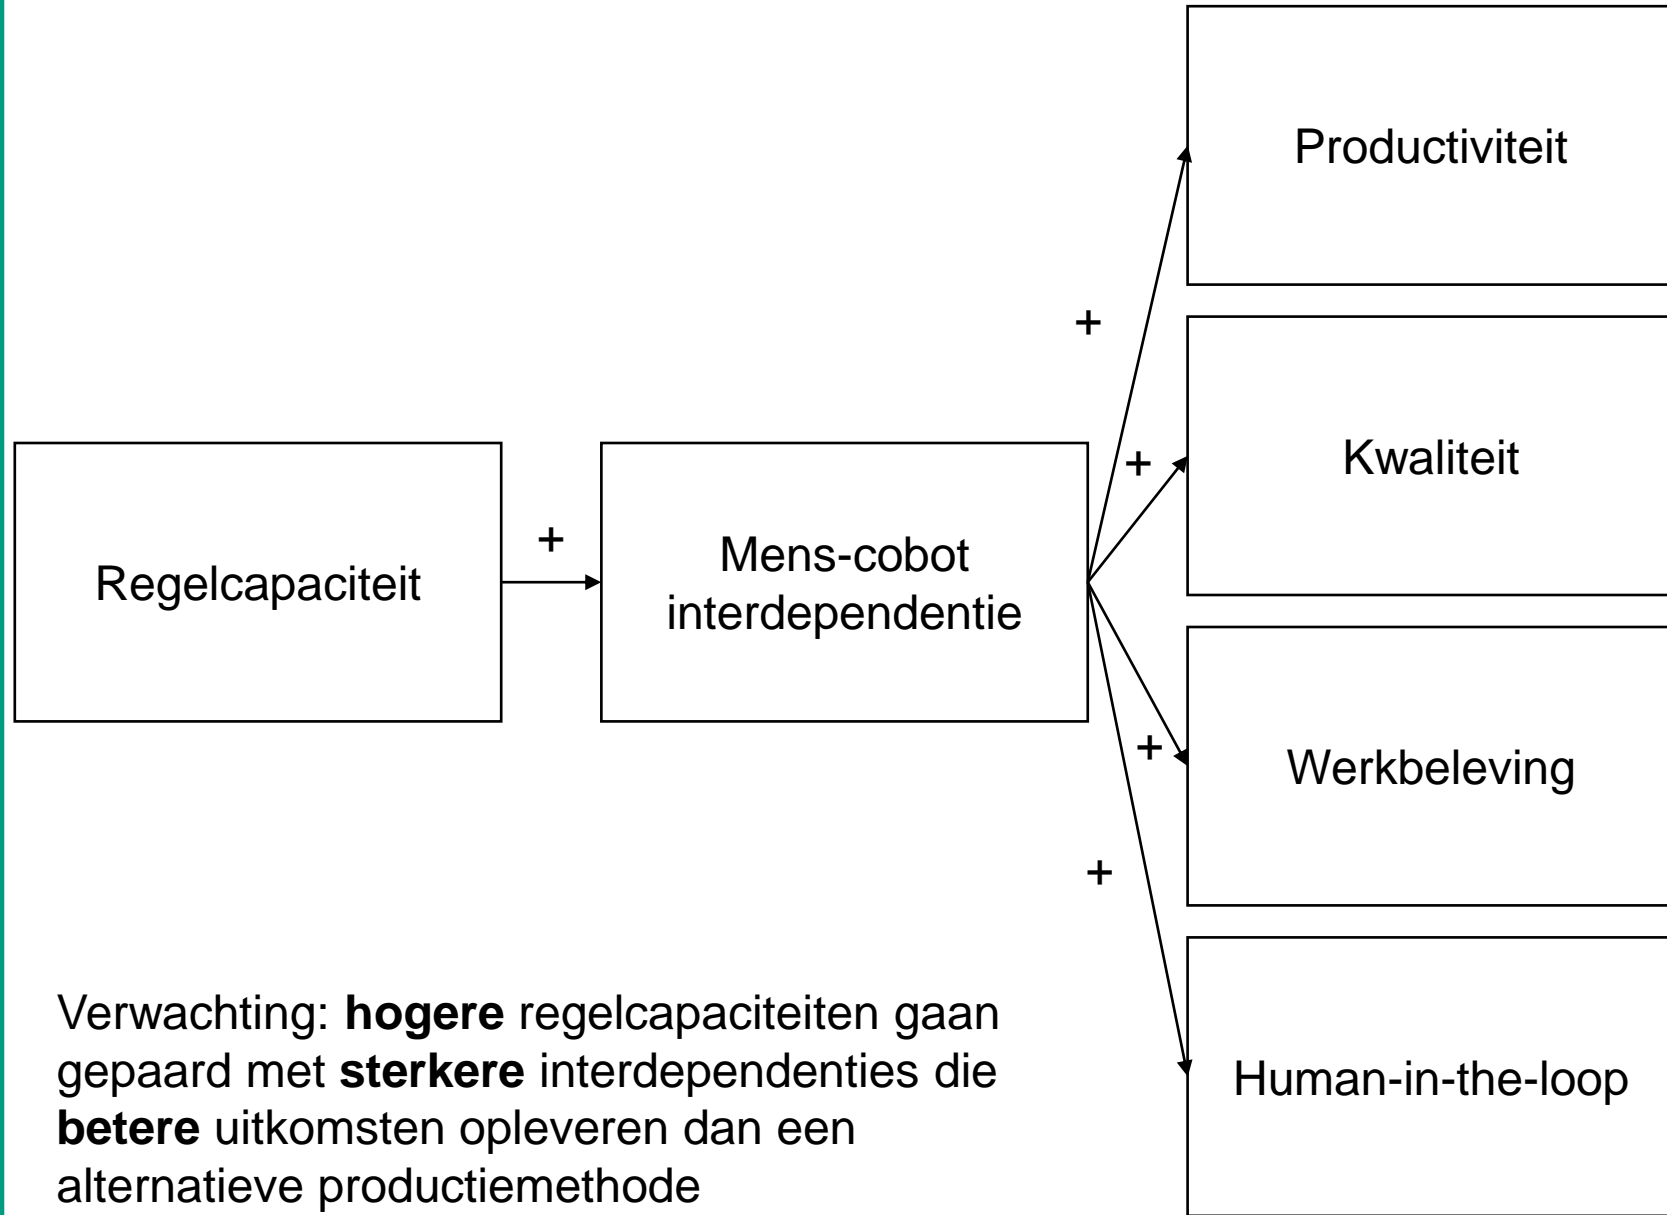 Productiviteit
+
Kwaliteit
+
Regelcapaciteit
+
Mens-cobot
interdependentie
+
Werkbeleving
+
Human-in-the-loop
Verwachting: hogere regelcapaciteiten gaan
gepaard met sterkere interdependenties die
betere uitkomsten opleveren dan een
alternatieve productiemethode